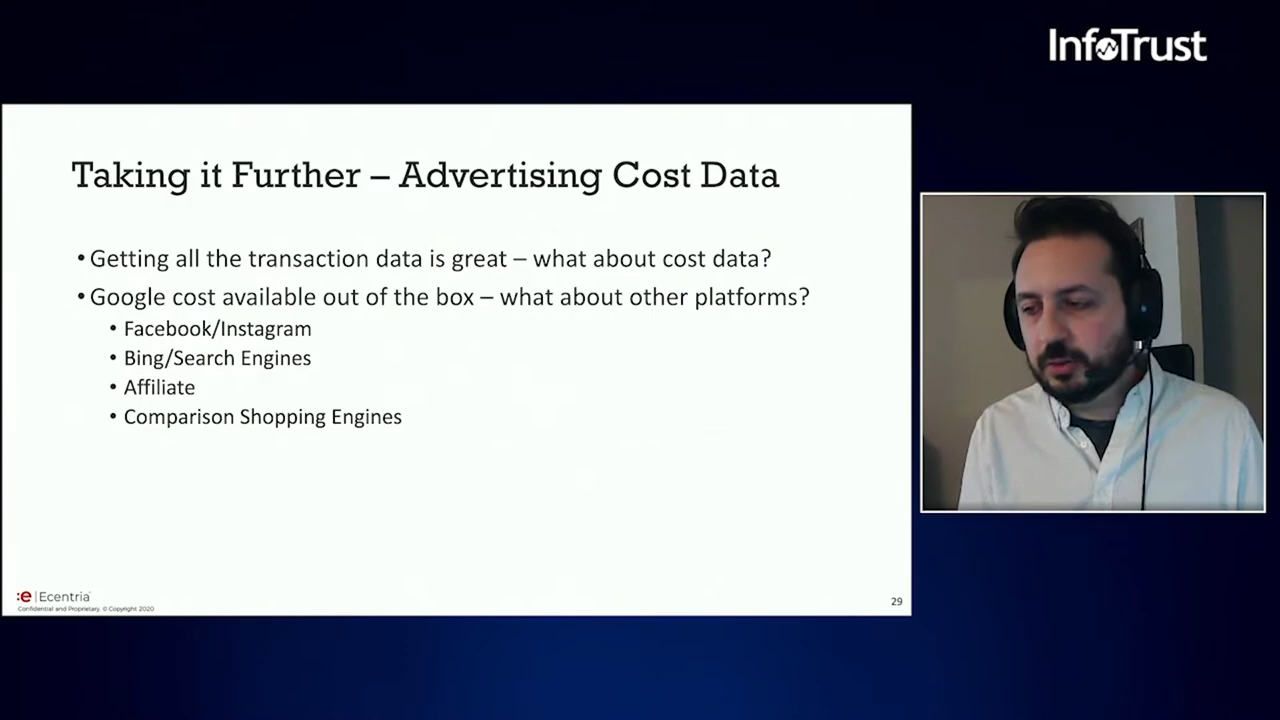 InfoTrust
Taking it Further – Advertising Cost Data
• Getting all the transaction data is great – what about cost data?
• Google cost available out of the box – what about other platforms?
• Facebook/Instagram
• Bing/Search Engines
• Affiliate
• Comparison Shopping Engines
:e | Ecentria
Confidential and Proprietary. © Copyright 2020
29